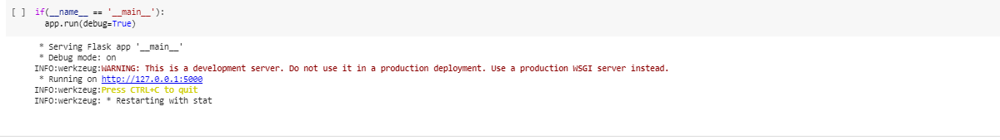 [ ] if(__name__ == '__main__'):
app.run(debug=True)
* Serving Flask app '__main__'
* Debug mode: on
INFO:werkzeug:WARNING: This is a development server. Do not use it in a production deployment. Use a production WSGI server instead.
* Running on http://127.0.0.1:5000
INFO:werkzeug:Press CTRL+C to quit
INFO:werkzeug: * Restarting with stat